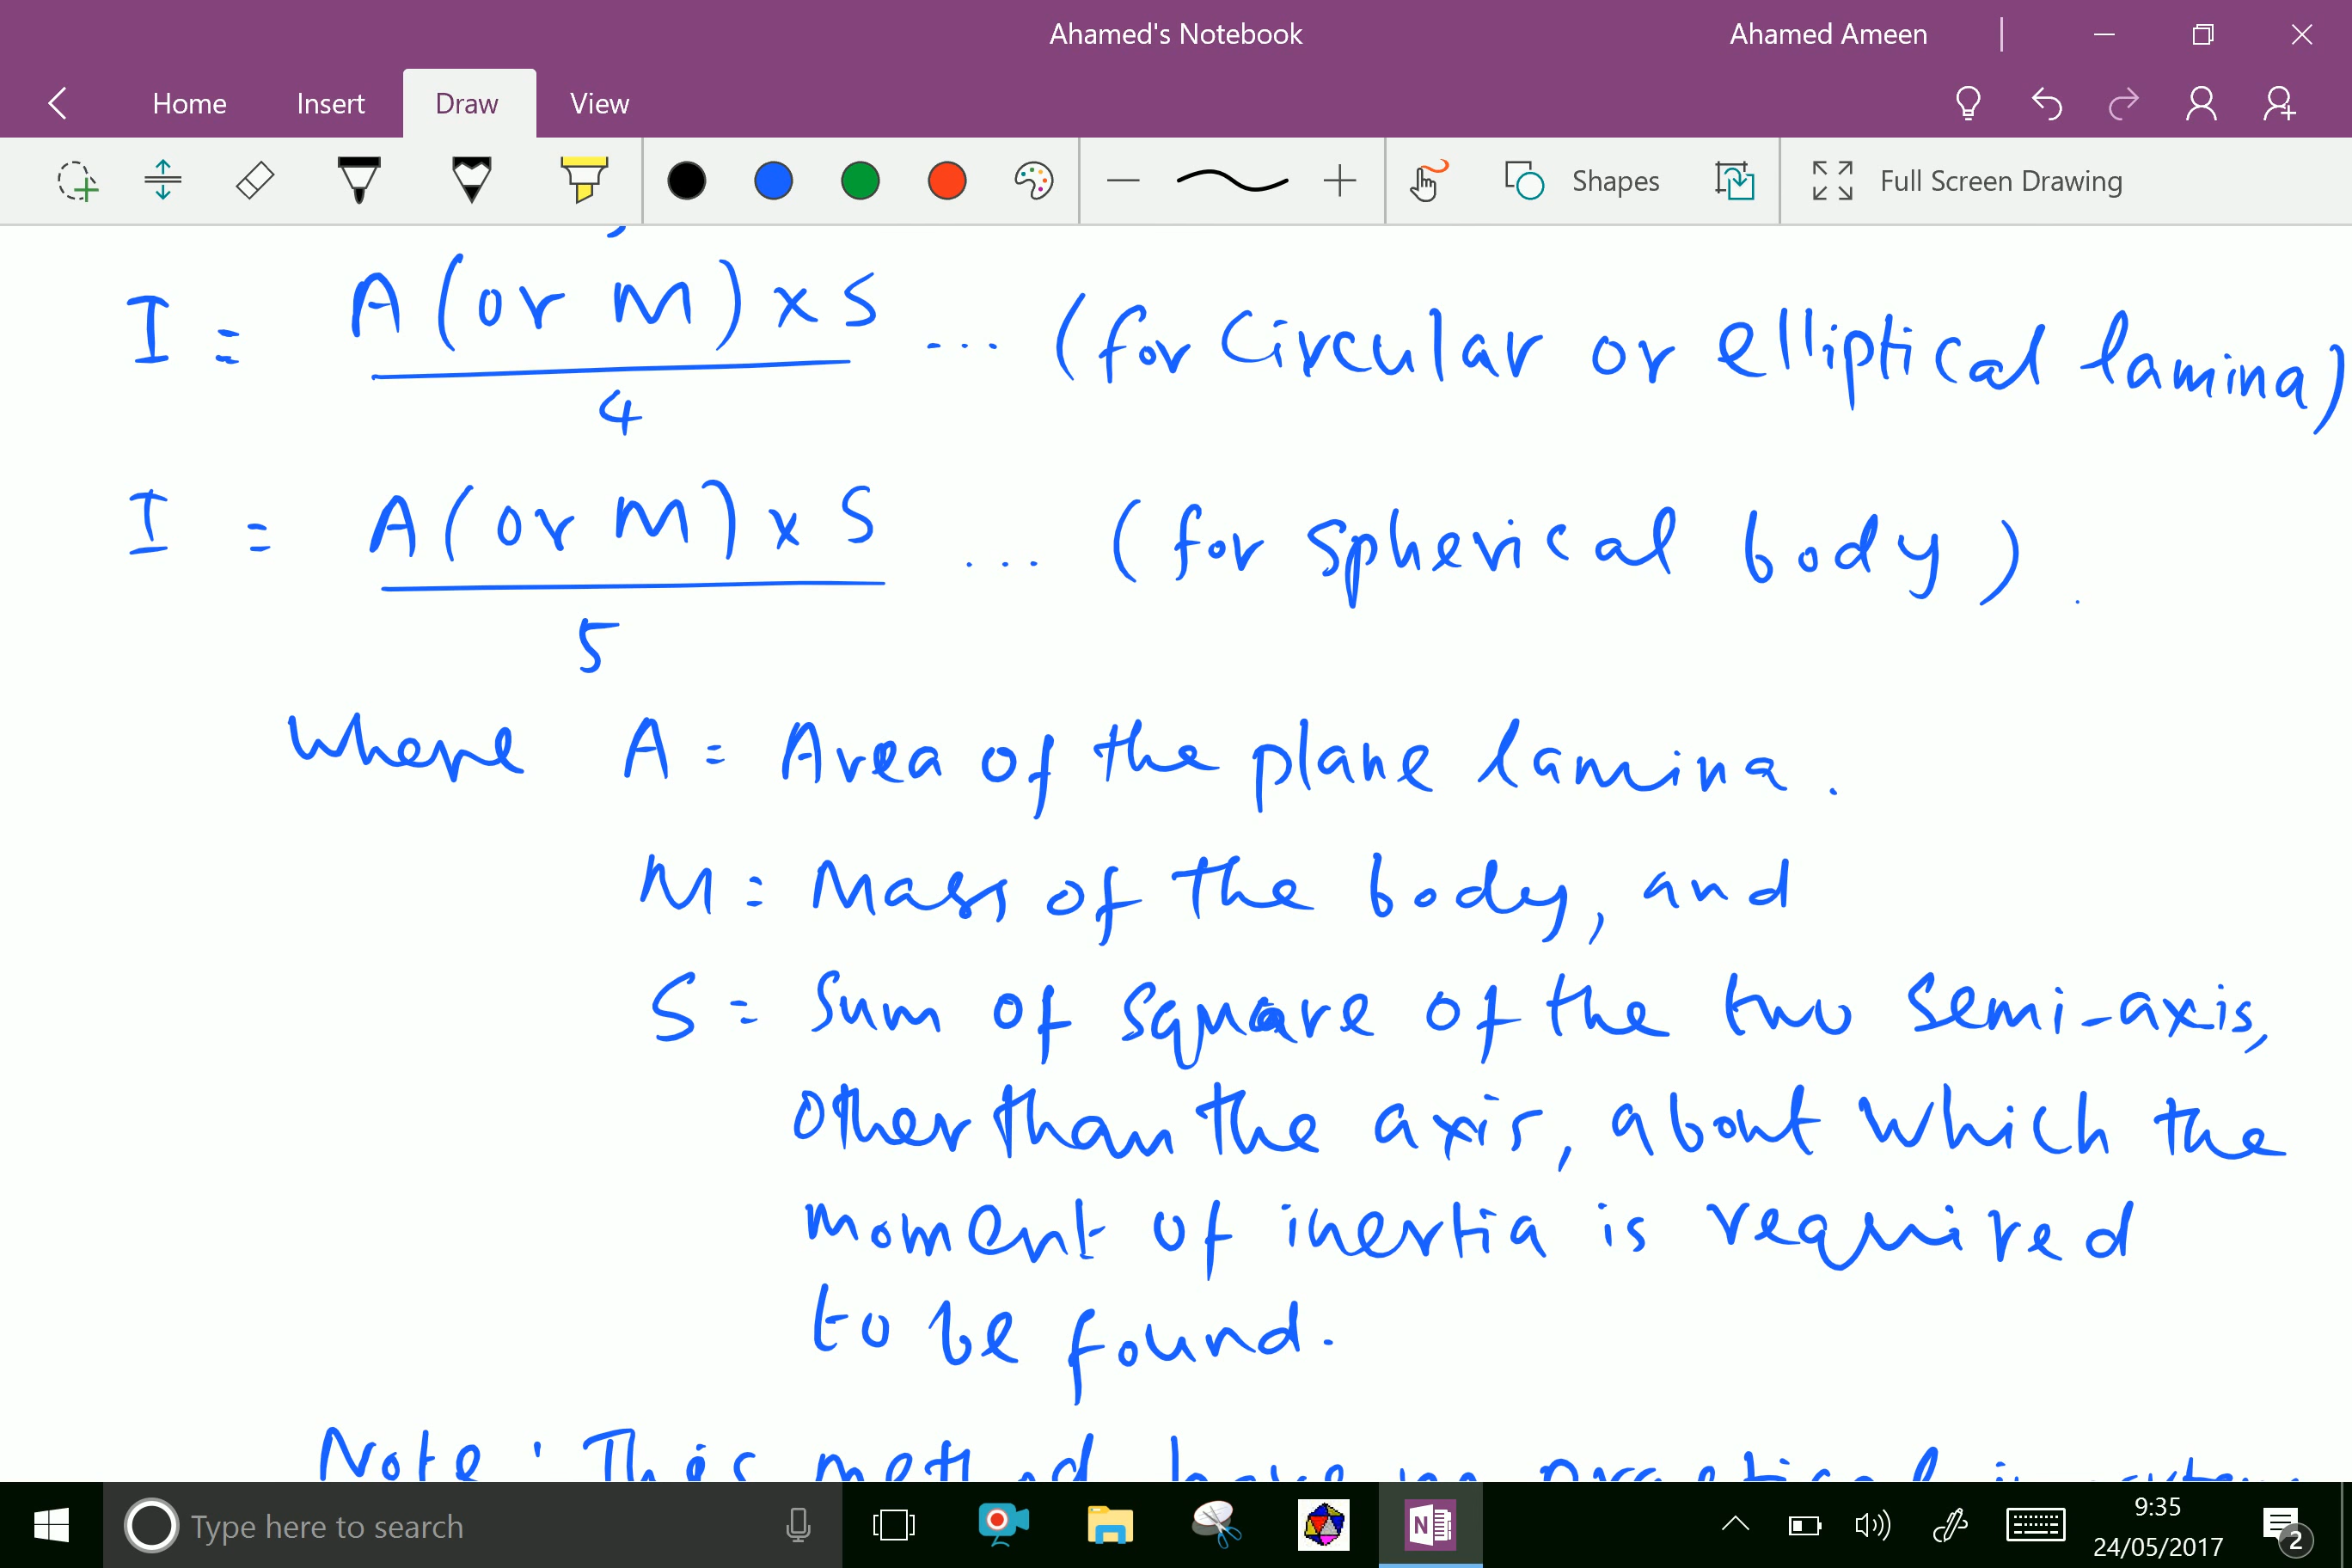 Ahamed's Notebook
Ahamed Ameen
Home Insert Draw View
Shapes
Full Screen Drawing
I = A(or M) x S / 4 ... (for Circular or elliptical lamina)
I = A(or M) x S / 5 ... (for spherical body).
where A = Area of the plane lamina.
M = Mass of the body, and
S = Sum of square of the two semi-axis,
other than the axis, about which the
moment of inertia is required
to be found.
Note: This method
Type here to search
9:35
24/05/2017
2